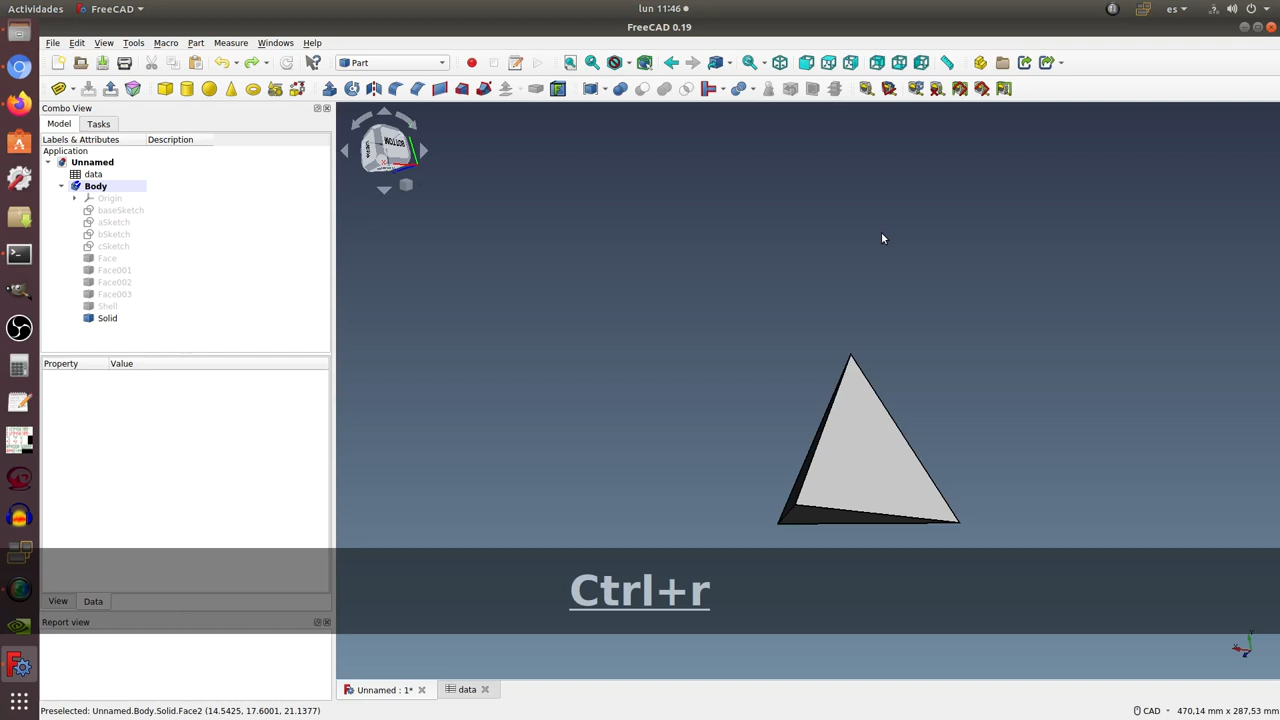 Actividades FreeCAD lun 11:46 es
FreeCAD 0.19
File Edit View Tools Macro Part Measure Windows Help
Part
Combo View
Model Tasks
Labels & Attributes Description
Application
Unnamed
data
Body
Origin
baseSketch
aSketch
bSketch
cSketch
Face
Face001
Face002
Face003
Shell
Solid
BOTTOM
Property Value
Ctrl+r
View Data
Report view
Unnamed : 1* data
Preselected: Unnamed.Body.Solid.Face2 (14.5425, 17.6001, 21.1377) CAD 470,14 mm x 287,53 mm